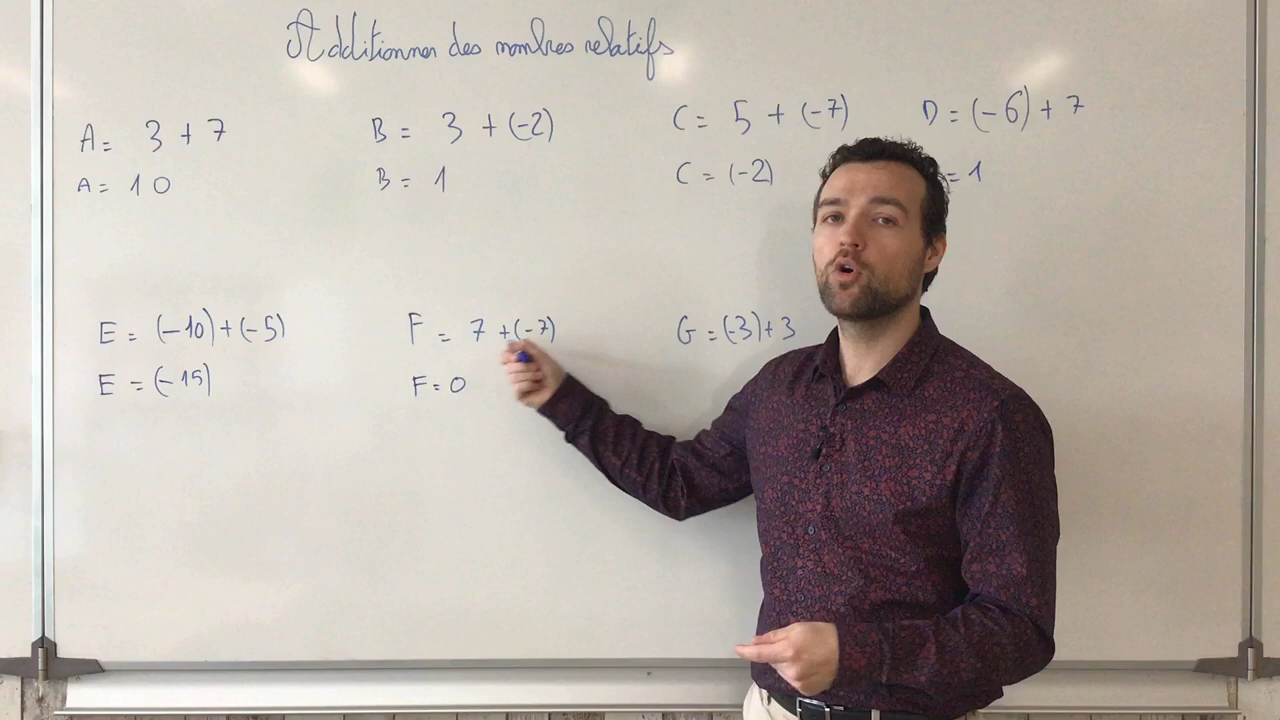 Additionner des nombres relatifs
A = 3 + 7
A = 10
B = 3 + (-2)
B = 1
C = 5 + (-7)
C = (-2)
D = (-6) + 7
= 1
E = (-10) + (-5)
E = (-15)
F = 7 + (-7)
F = 0
G = (-3) + 3